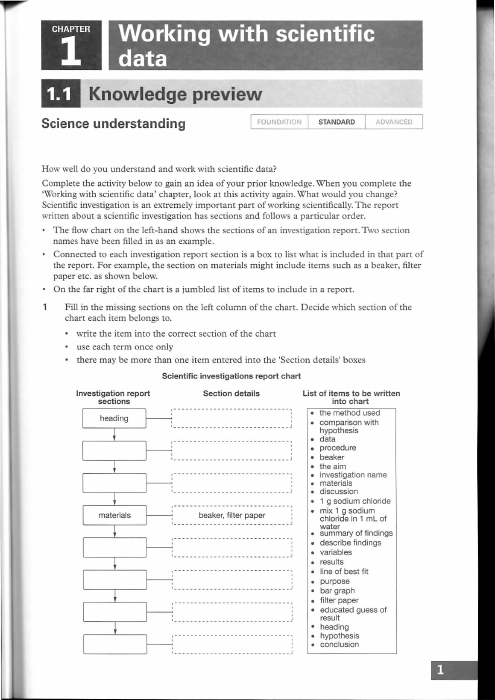 CHAPTER
1
Working with scientific
data
1.1 Knowledge preview
Science understanding
FOUNDATION STANDARD ADVANCED
How well do you understand and work with scientific data?
Complete the activity below to gain an idea of your prior knowledge. When you complete the
'Working with scientific data' chapter, look at this activity again. What would you change?
Scientific investigation is an extremely important part of working scientifically. The report
written about a scientific investigation has sections and follows a particular order.
• The flow chart on the left-hand shows the sections of an investigation report. Two section
names have been filled in as an example.
• Connected to each investigation report section is a box to list what is included in that part of
the report. For example, the section on materials might include items such as a beaker, filter
paper etc. as shown below.
• On the far right of the chart is a jumbled list of items to include in a report.
1 Fill in the missing sections on the left column of the chart. Decide which section of the
chart each item belongs to.
• write the item into the correct section of the chart
• use each term once only
• there may be more than one item entered into the 'Section details' boxes
Scientific investigations report chart
Investigation report
sections
Section details
List of items to be written
into chart
heading
materials
beaker, filter paper
• the method used
• comparison with
hypothesis
• data
• procedure
• beaker
• the aim
• investigation name
• materials
• discussion
• 1 g sodium chloride
• mix 1 g sodium
chloride in 1 mL of
water
• summary of findings
• describe findings
• variables
• results
• line of best fit
• purpose
• bar graph
• filter paper
• educated guess of
result
• heading
• hypothesis
• conclusion
1